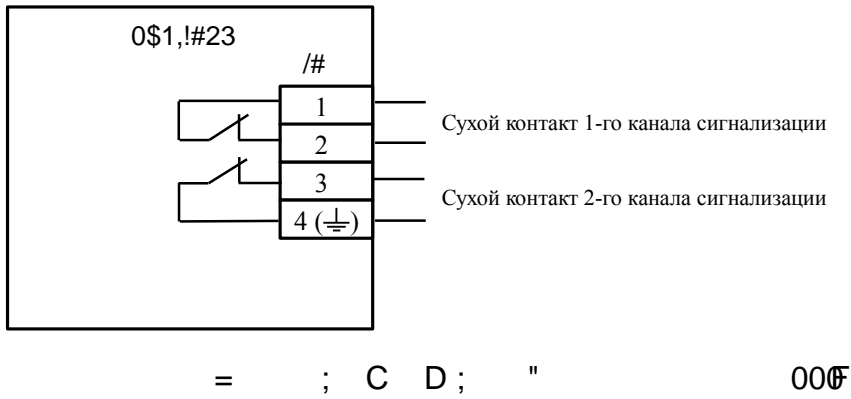 0$1,!#23
/#
1
2
3
4 (⏚)
Сухой контакт 1-го канала сигнализации
Сухой контакт 2-го канала сигнализации
= ; C D ; " 000F